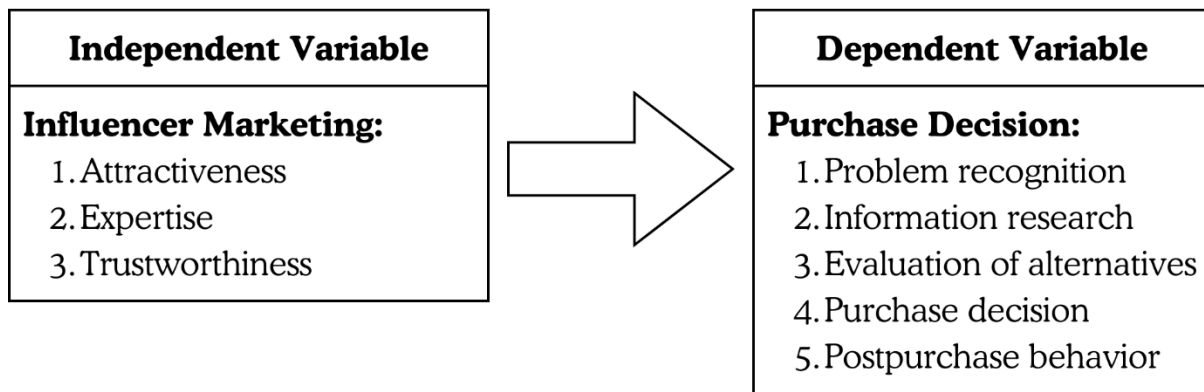 Independent Variable
Influencer Marketing:
1. Attractiveness
2. Expertise
3. Trustworthiness
Dependent Variable
Purchase Decision:
1. Problem recognition
2. Information research
3. Evaluation of alternatives
4. Purchase decision
5. Postpurchase behavior